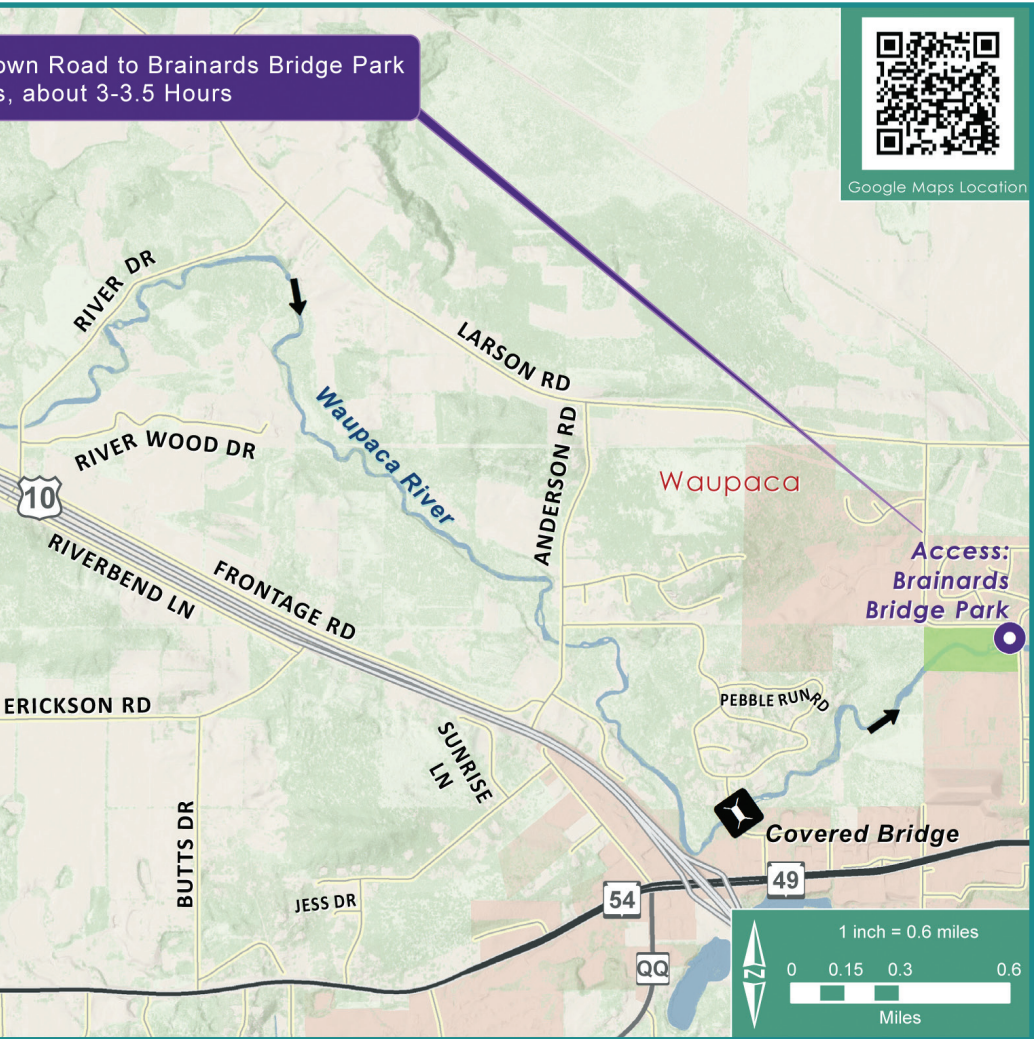 own Road to Brainards Bridge Park
s, about 3-3.5 Hours
Google Maps Location
RIVER DR
LARSON RD
Waupaca River
RIVER WOOD DR
ANDERSON RD
Waupaca
10
RIVERBEND LN
FRONTAGE RD
Access:
Brainards
Bridge Park
ERICKSON RD
PEBBLE RUN RD
SUNRISE
LN
BUTTS DR
Covered Bridge
JESS DR
54
49
QQ
1 inch = 0.6 miles
N
0 0.15 0.3 0.6
Miles